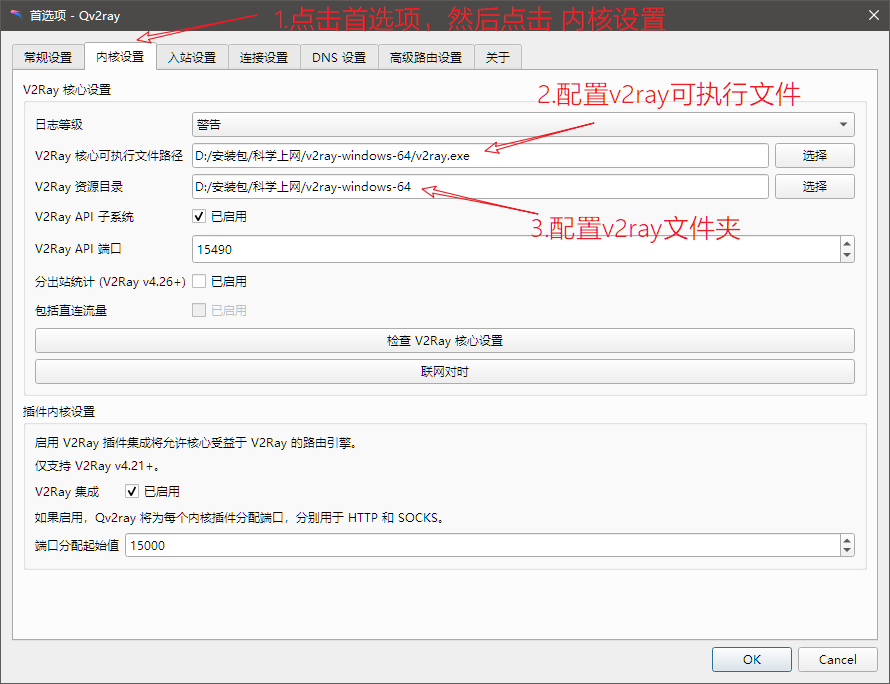 首选项 - Qv2ray
1.点击首选项，然后点击 内核设置
常规设置 内核设置 入站设置 连接设置 DNS 设置 高级路由设置 关于
V2Ray 核心设置
2.配置v2ray可执行文件
日志等级 警告
V2Ray 核心可执行文件路径 D:/安装包/科学上网/v2ray-windows-64/v2ray.exe 选择
V2Ray 资源目录 D:/安装包/科学上网/v2ray-windows-64 选择
V2Ray API 子系统 已启用
3.配置v2ray文件夹
V2Ray API 端口 15490
分出站统计 (V2Ray v4.26+) 已启用
包括直连流量 已启用
检查 V2Ray 核心设置
联网对时
插件内核设置
启用 V2Ray 插件集成将允许核心受益于 V2Ray 的路由引擎。
仅支持 V2Ray v4.21+。
V2Ray 集成 已启用
如果启用，Qv2ray 将为每个内核插件分配端口，分别用于 HTTP 和 SOCKS。
端口分配起始值 15000
OK Cancel